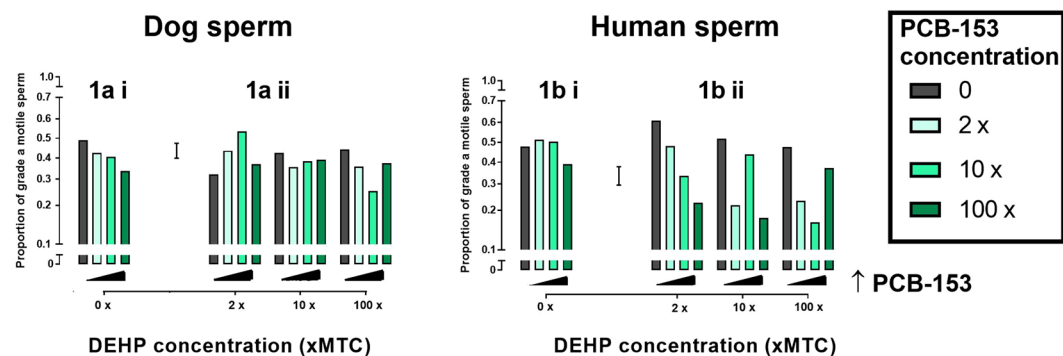 Dog sperm
Human sperm
PCB-153
concentration
0
2 x
10 x
100 x
Proportion of grade a motile sperm
1.0
0.7
0.5
0.4
0.3
0.2
0.1
0
1a i
1a ii
0 x
2 x
10 x
100 x
DEHP concentration (xMTC)
Proportion of grade a motile sperm
1.0
0.7
0.5
0.4
0.3
0.2
0.1
0
1b i
1b ii
0 x
2 x
10 x
100 x
DEHP concentration (xMTC)
↑ PCB-153